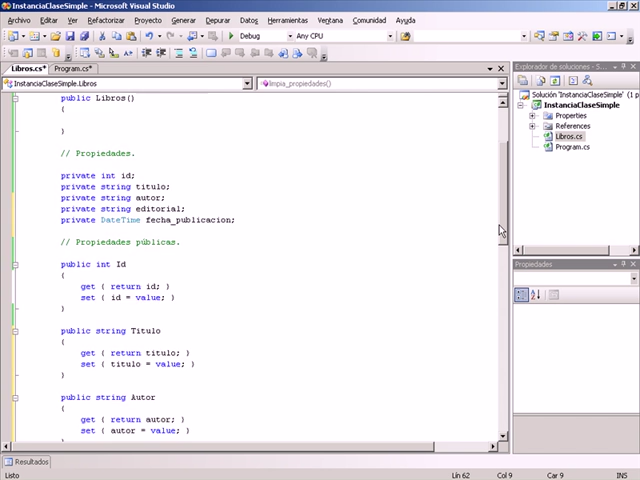 InstanciaClaseSimple - Microsoft Visual Studio
Archivo Editar Ver Refactorizar Proyecto Generar Depurar Datos Herramientas Ventana Comunidad Ayuda
Debug Any CPU
Libros.cs* Program.cs*
InstanciaClaseSimple.Libros limpia_propiedades()
public Libros()
{
}
// Propiedades.
private int id;
private string titulo;
private string autor;
private string editorial;
private DateTime fecha_publicacion;
// Propiedades públicas.
public int Id
{
get { return id; }
set { id = value; }
}
public string Titulo
{
get { return titulo; }
set { titulo = value; }
}
public string Autor
{
get { return autor; }
set { autor = value; }
}
Explorador de soluciones - S...
Solución "InstanciaClaseSimple" (1 p
InstanciaClaseSimple
Properties
References
Libros.cs
Program.cs
Propiedades
Resultados
Listo Lín 62 Col 9 Car 9 INS